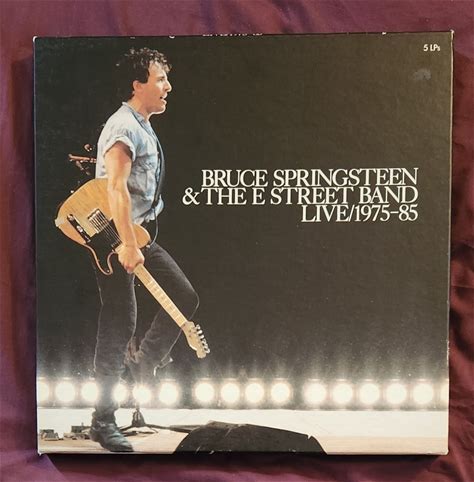 5 LPs
BRUCE SPRINGSTEEN
& THE E STREET BAND
LIVE/1975-85